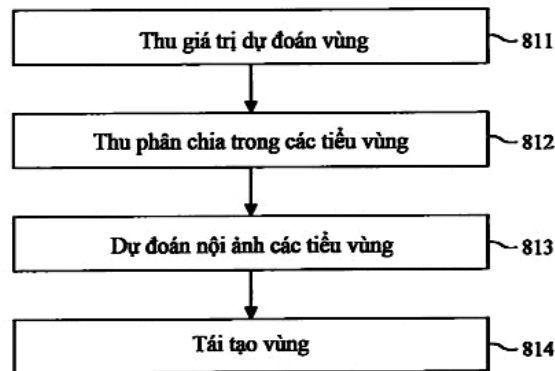 Thu giá trị dự đoán vùng 811
Thu phân chia trong các tiểu vùng 812
Dự đoán nội ảnh các tiểu vùng 813
Tái tạo vùng 814